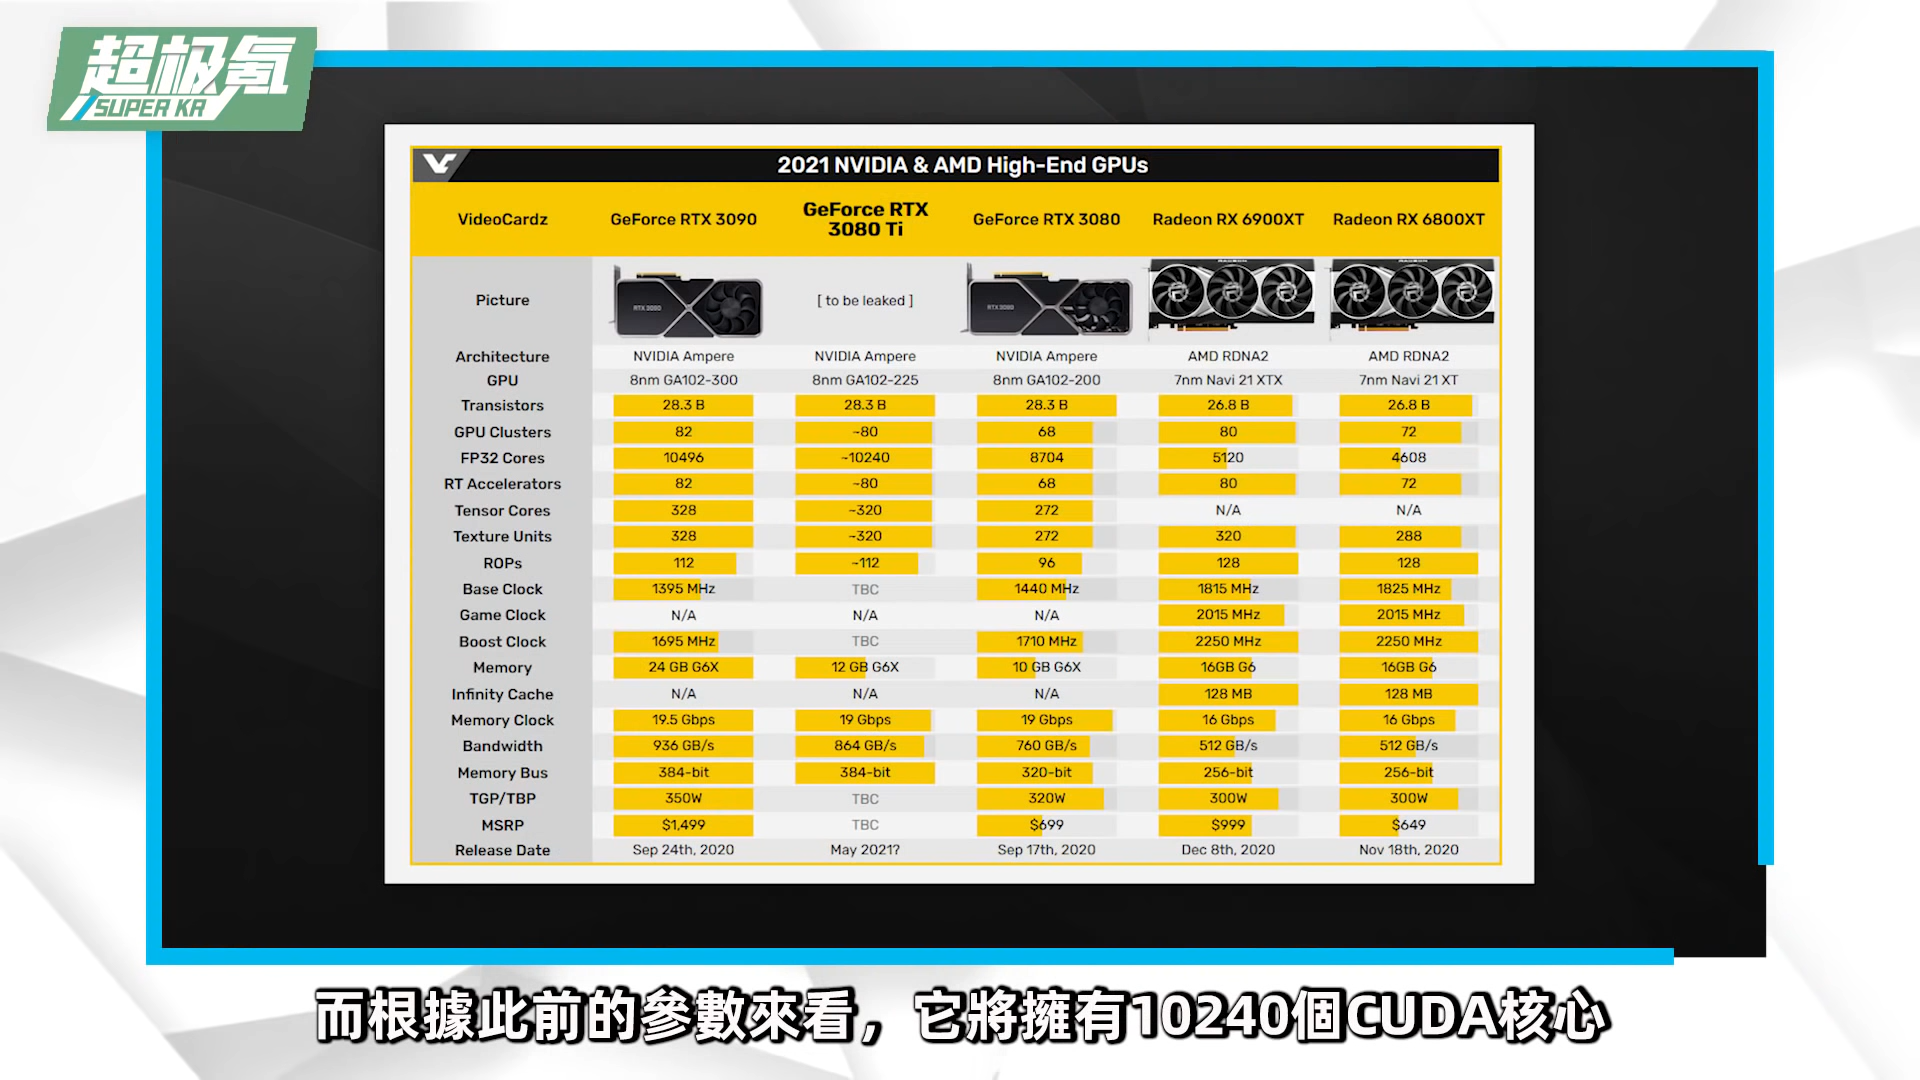 超极氪
SUPER KR
2021 NVIDIA & AMD High-End GPUs
VideoCardz GeForce RTX 3090 GeForce RTX 3080 Ti GeForce RTX 3080 Radeon RX 6900XT Radeon RX 6800XT
Picture [ to be leaked ]
Architecture NVIDIA Ampere NVIDIA Ampere NVIDIA Ampere AMD RDNA2 AMD RDNA2
GPU 8nm GA102-300 8nm GA102-225 8nm GA102-200 7nm Navi 21 XTX 7nm Navi 21 XT
Transistors 28.3 B 28.3 B 28.3 B 26.8 B 26.8 B
GPU Clusters 82 ~80 68 80 72
FP32 Cores 10496 ~10240 8704 5120 4608
RT Accelerators 82 ~80 68 80 72
Tensor Cores 328 ~320 272 N/A N/A
Texture Units 328 ~320 272 320 288
ROPs 112 ~112 96 128 128
Base Clock 1395 MHz TBC 1440 MHz 1815 MHz 1825 MHz
Game Clock N/A N/A N/A 2015 MHz 2015 MHz
Boost Clock 1695 MHz TBC 1710 MHz 2250 MHz 2250 MHz
Memory 24 GB G6X 12 GB G6X 10 GB G6X 16GB G6 16GB G6
Infinity Cache N/A N/A N/A 128 MB 128 MB
Memory Clock 19.5 Gbps 19 Gbps 19 Gbps 16 Gbps 16 Gbps
Bandwidth 936 GB/s 864 GB/s 760 GB/s 512 GB/s 512 GB/s
Memory Bus 384-bit 384-bit 320-bit 256-bit 256-bit
TGP/TBP 350W TBC 320W 300W 300W
MSRP $1,499 TBC $699 $999 $649
Release Date Sep 24th, 2020 May 2021? Sep 17th, 2020 Dec 8th, 2020 Nov 18th, 2020
而根據此前的參數來看，它將擁有10240個CUDA核心